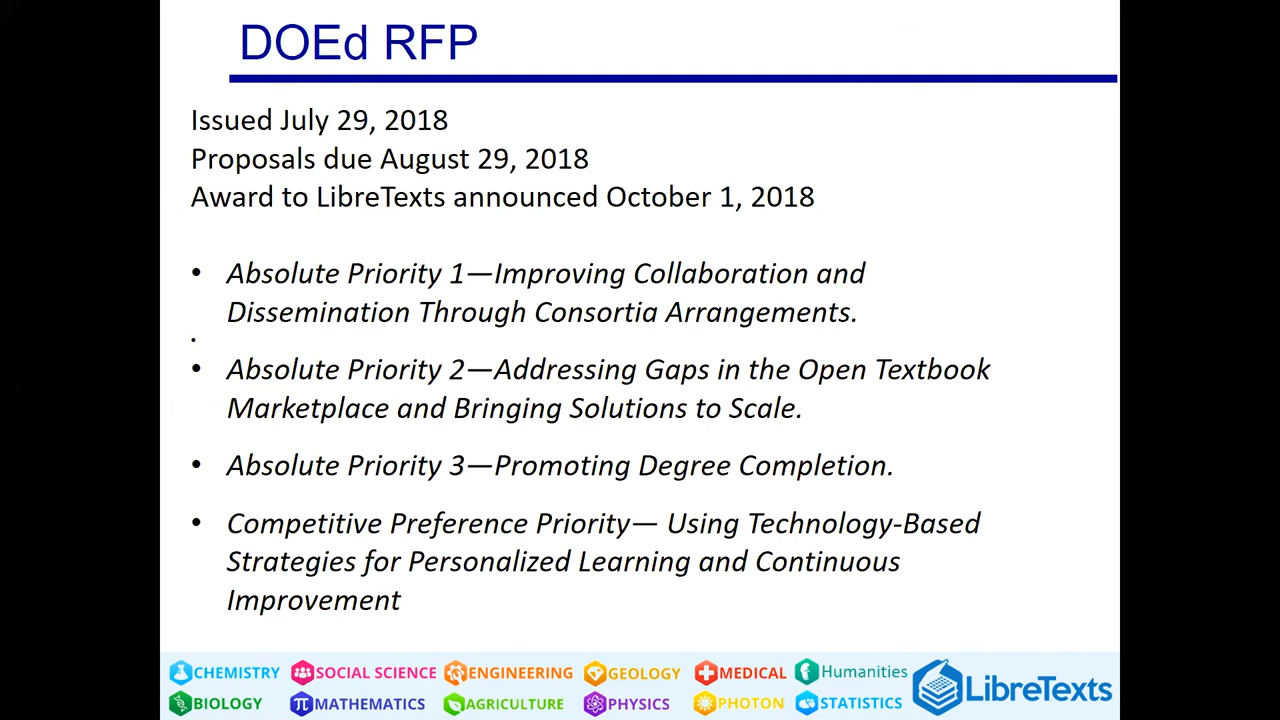 DOEd RFP
Issued July 29, 2018
Proposals due August 29, 2018
Award to LibreTexts announced October 1, 2018
• Absolute Priority 1—Improving Collaboration and
Dissemination Through Consortia Arrangements.
•
• Absolute Priority 2—Addressing Gaps in the Open Textbook
Marketplace and Bringing Solutions to Scale.
• Absolute Priority 3—Promoting Degree Completion.
• Competitive Preference Priority— Using Technology-Based
Strategies for Personalized Learning and Continuous
Improvement
CHEMISTRY SOCIAL SCIENCE ENGINEERING GEOLOGY MEDICAL Humanities
BIOLOGY MATHEMATICS AGRICULTURE PHYSICS PHOTON STATISTICS
LibreTexts